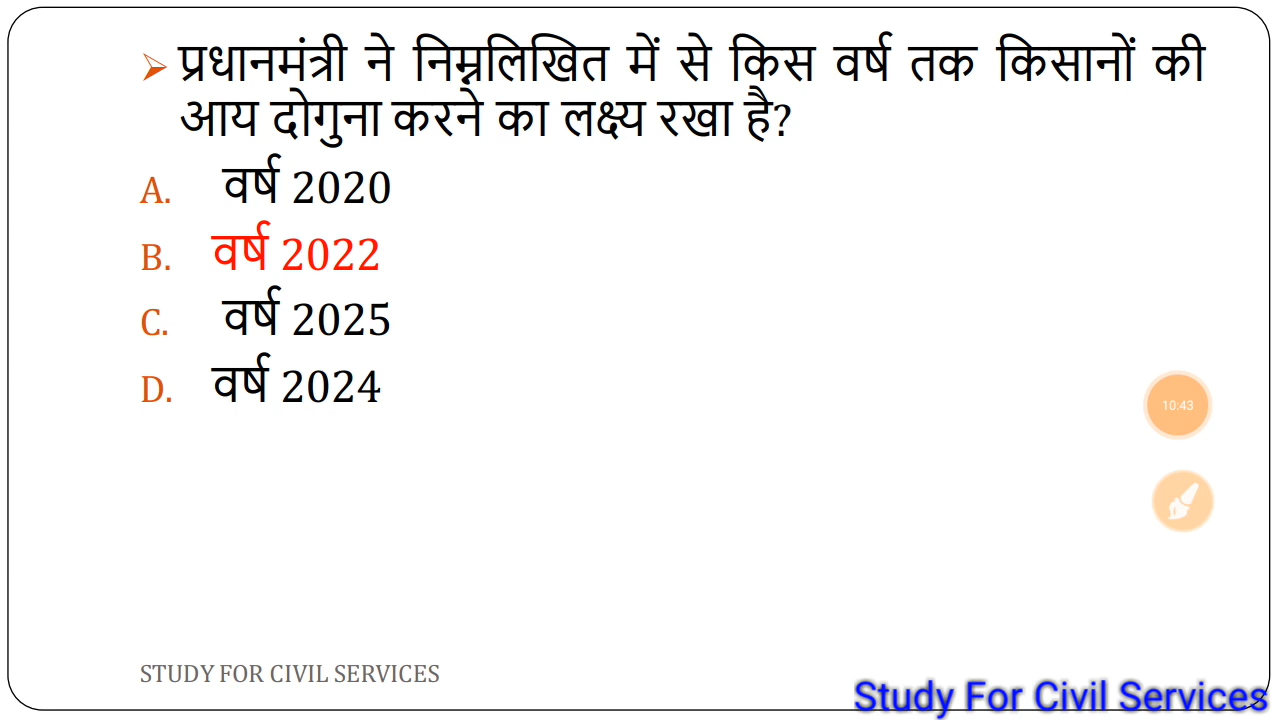 ➢ प्रधानमंत्री ने निम्नलिखित में से किस वर्ष तक किसानों की
आय दोगुना करने का लक्ष्य रखा है?
A. वर्ष 2020
B. वर्ष 2022
C. वर्ष 2025
D. वर्ष 2024
10:43
STUDY FOR CIVIL SERVICES
Study For Civil Services